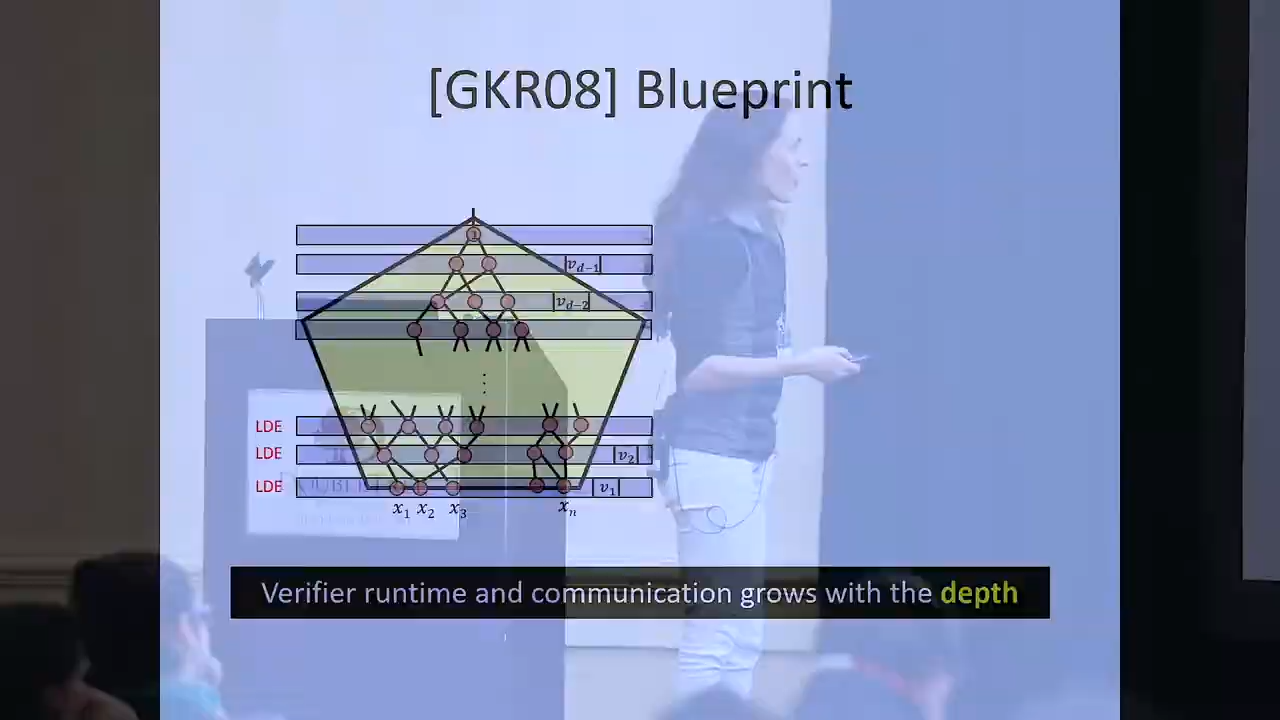 [GKR08] Blueprint
1
v_{d-1}
v_{d-2}
LDE
LDE v_2
LDE v_1
x_1 x_2 x_3 x_n
Verifier runtime and communication grows with the depth